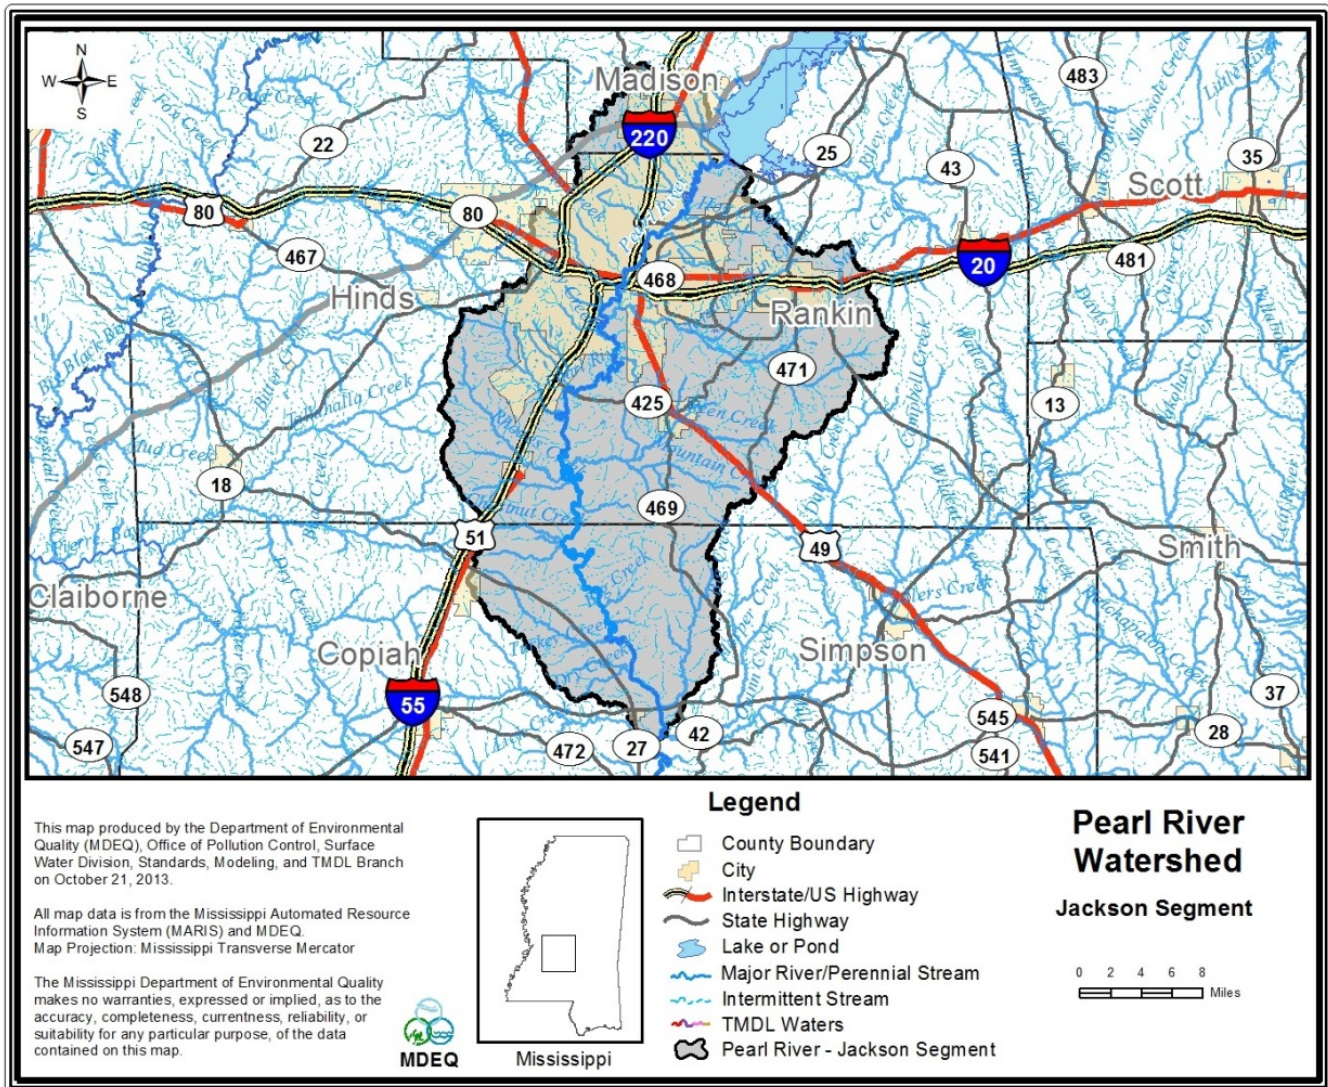 N
W E
S
Madison
483
220
22
25
43
35
Scott
80
80
467
20
481
468
Hinds
Rankin
471
425
13
18
469
51
49
Smith
Claiborne
Copiah
Simpson
548
55
37
545
28
547
472
27
42
541
Tallahalla Creek
Mud Creek
Rhodes Creek
Campbell Creek
Fox Creek
Legend
County Boundary
City
Interstate/US Highway
State Highway
Lake or Pond
Major River/Perennial Stream
Intermittent Stream
TMDL Waters
Pearl River - Jackson Segment
This map produced by the Department of Environmental
Quality (MDEQ), Office of Pollution Control, Surface
Water Division, Standards, Modeling, and TMDL Branch
on October 21, 2013.
All map data is from the Mississippi Automated Resource
Information System (MARIS) and MDEQ.
Map Projection: Mississippi Transverse Mercator
The Mississippi Department of Environmental Quality
makes no warranties, expressed or implied, as to the
accuracy, completeness, currentness, reliability, or
suitability for any particular purpose, of the data
contained on this map.
MDEQ
Mississippi
Pearl River
Watershed
Jackson Segment
0 2 4 6 8
Miles